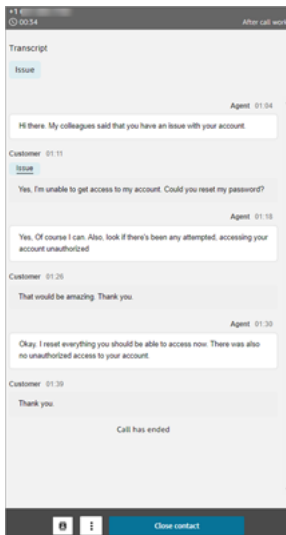 +1
00:54 After call work
Transcript
Issue
Agent 01:04
Hi there. My colleagues said that you have an issue with your account.
Customer 01:11
Issue
Yes, I'm unable to get access to my account. Could you reset my password?
Agent 01:18
Yes, Of course I can. Also, look if there's been any attempted, accessing your
account unauthorized
Customer 01:26
That would be amazing. Thank you.
Agent 01:30
Okay. I reset everything you should be able to access now. There was also
no unauthorized access to your account.
Customer 01:39
Thank you.
Call has ended
Close contact